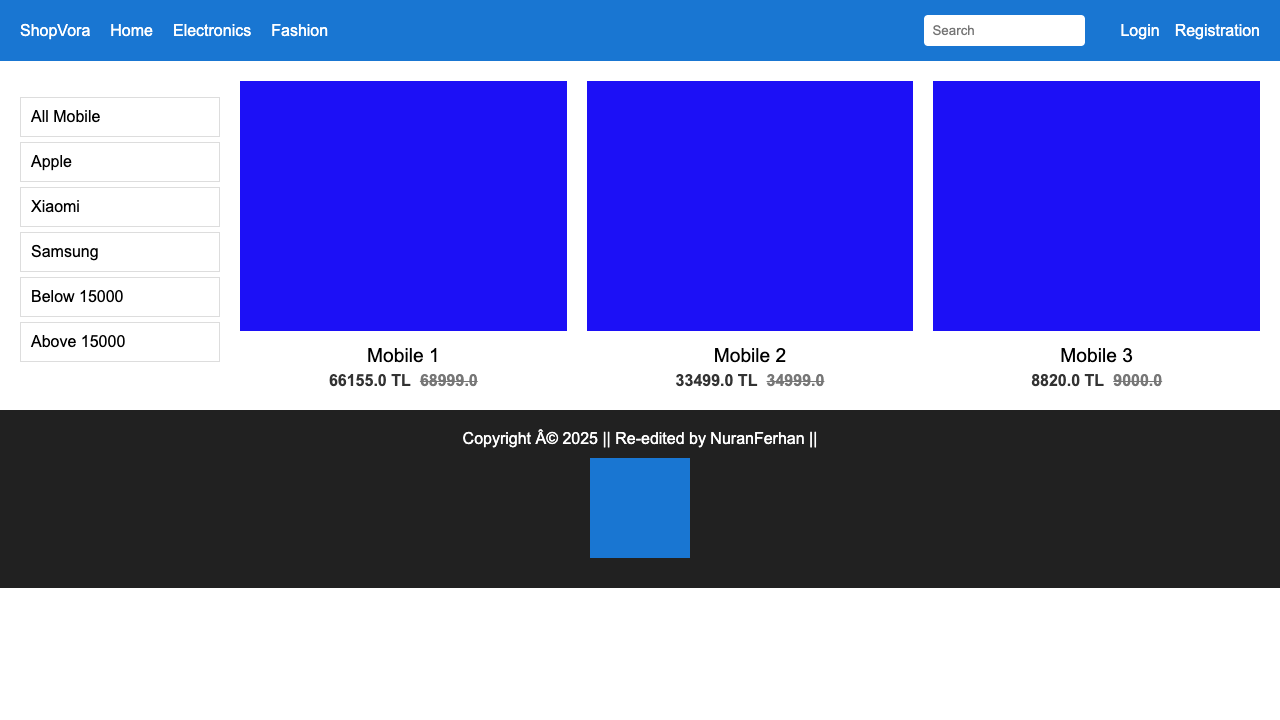 ShopVora Home Electronics Fashion Search Login Registration
All Mobile
Apple
Xiaomi
Samsung
Below 15000
Above 15000
Mobile 1
66155.0 TL 68999.0
Mobile 2
33499.0 TL 34999.0
Mobile 3
8820.0 TL 9000.0
Copyright Â© 2025 || Re-edited by NuranFerhan ||